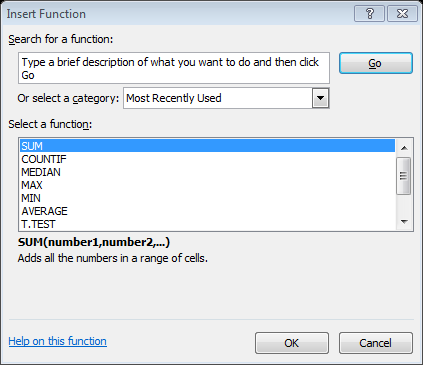 Insert Function
Search for a function:
Type a brief description of what you want to do and then click
Go
Go
Or select a category: Most Recently Used
Select a function:
SUM
COUNTIF
MEDIAN
MAX
MIN
AVERAGE
T.TEST
SUM(number1,number2,...)
Adds all the numbers in a range of cells.
Help on this function
OK
Cancel